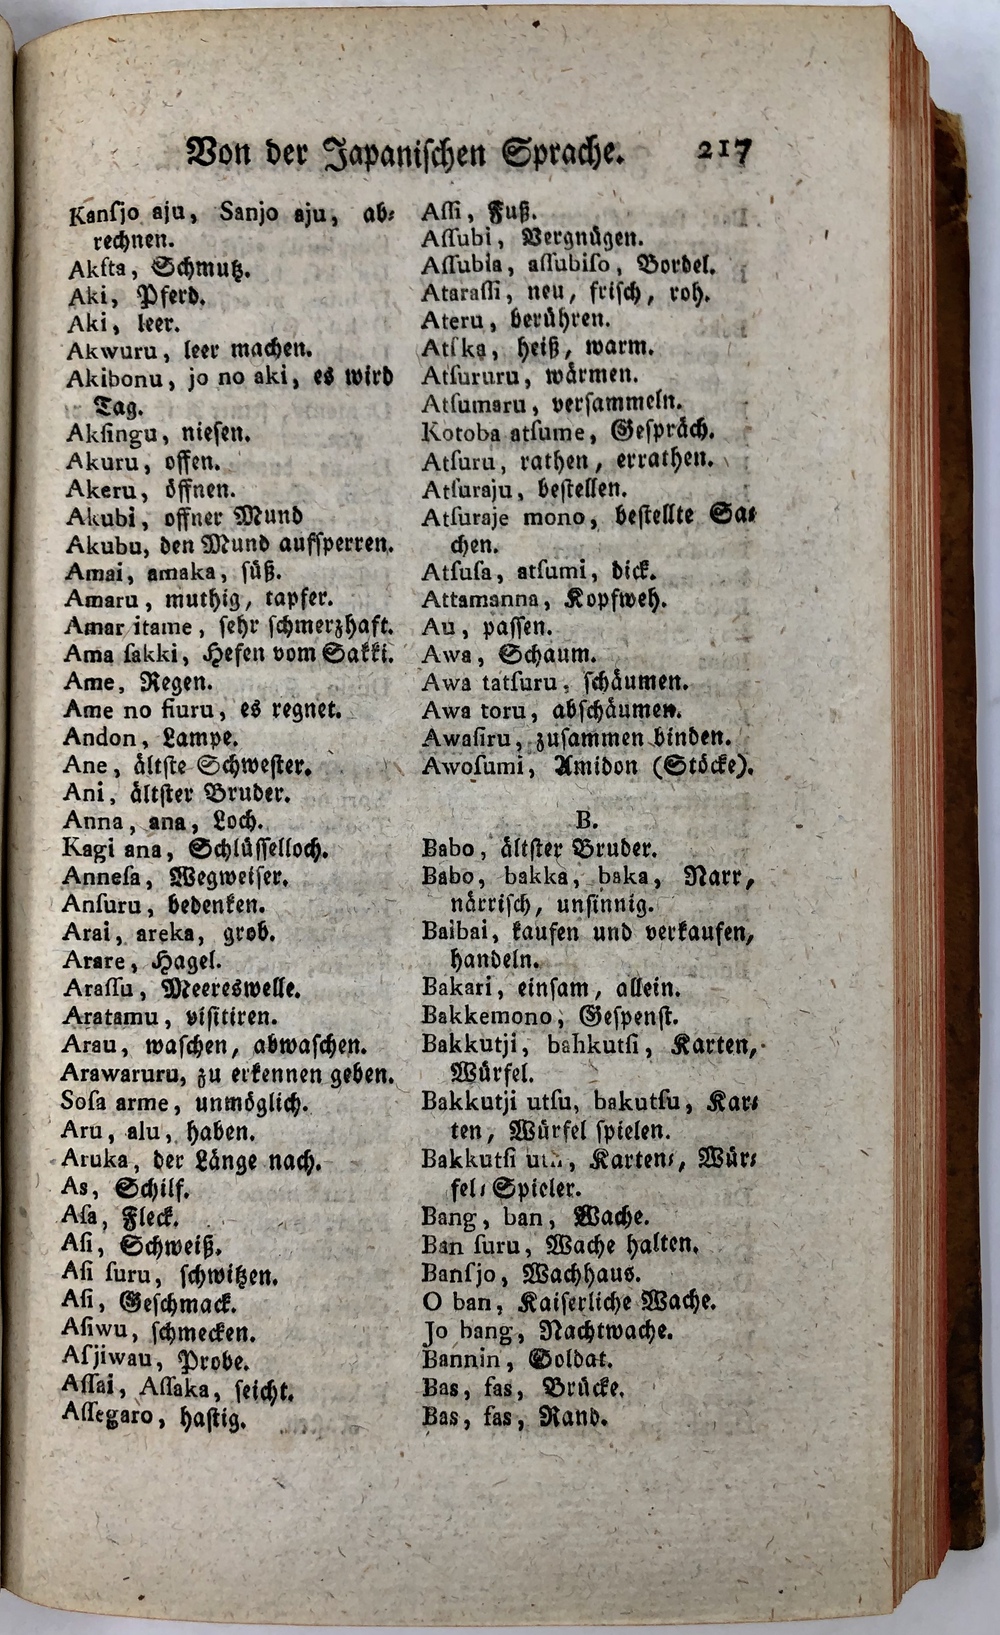 Von der Japanischen Sprache. 217
Kanſjo aju, Sanjo aju, ab⸗
rechnen.
Akſta, Schmutz.
Aki, Pferd.
Aki, leer.
Akwuru, leer machen.
Akibonu, jo no aki, es wird
Tag.
Akſingu, nieſen.
Akuru, offen.
Akeru, öffnen.
Akubi, offner Mund
Akubu, den Mund aufſperren.
Amai, amaka, ſüß.
Amaru, muthig, tapfer.
Amar itame, ſehr ſchmerzhaft.
Ama ſakki, Hefen vom Sakki.
Ame, Regen.
Ame no fiuru, es regnet.
Andon, Lampe.
Ane, ältſte Schweſter.
Ani, ältſter Bruder.
Anna, ana, Loch.
Kagi ana, Schlüſſelloch.
Anneſa, Wegweiſer.
Anſuru, bedenken.
Arai, areka, grob.
Arare, Hagel.
Araſſu, Meereswelle.
Aratamu, viſitiren.
Arau, waſchen, abwaſchen.
Arawaruru, zu erkennen geben.
Soſa arme, unmöglich.
Aru, alu, haben.
Aruka, der Länge nach.
As, Schilf.
Aſa, Fleck.
Aſi, Schweiß.
Aſi ſuru, ſchwitzen.
Aſi, Geſchmack.
Aſiwu, ſchmecken.
Aſjiwau, Probe.
Aſſai, Aſſaka, ſeicht.
Aſſegaro, haſtig.
Aſſi, Fuß.
Aſſubi, Vergnügen.
Aſſubia, aſſubiſo, Bordel.
Ataraſſi, neu, friſch, roh.
Ateru, berühren.
Atſka, heiß, warm.
Atſururu, wärmen.
Atſumaru, verſammeln.
Kotoba atſume, Geſpräch.
Atſuru, rathen, errathen.
Atſuraju, beſtellen.
Atſuraje mono, beſtellte Sa⸗
chen.
Atſuſa, atſumi, dick.
Attamanna, Kopfweh.
Au, paſſen.
Awa, Schaum.
Awa tatſuru, ſchäumen.
Awa toru, abſchäumen.
Awaſiru, zuſammen binden.
Awoſumi, Amidon (Stöcke).
B.
Babo, ältſter Bruder.
Babo, bakka, baka, Narr,
närriſch, unſinnig.
Baibai, kaufen und verkaufen,
handeln.
Bakari, einſam, allein.
Bakkemono, Geſpenſt.
Bakkutji, bahkutſi, Karten,
Würfel.
Bakkutji utſu, bakutſu, Kar⸗
ten, Würfel ſpielen.
Bakkutſi Karten⸗, Wür⸗
fel⸗Spieler.
Bang, ban, Wache.
Ban ſuru, Wache halten.
Banſjo, Wachhaus.
O ban, Kaiſerliche Wache.
Jo bang, Nachtwache.
Bannin, Soldat.
Bas, fas, Brücke.
Bas, fas, Rand.